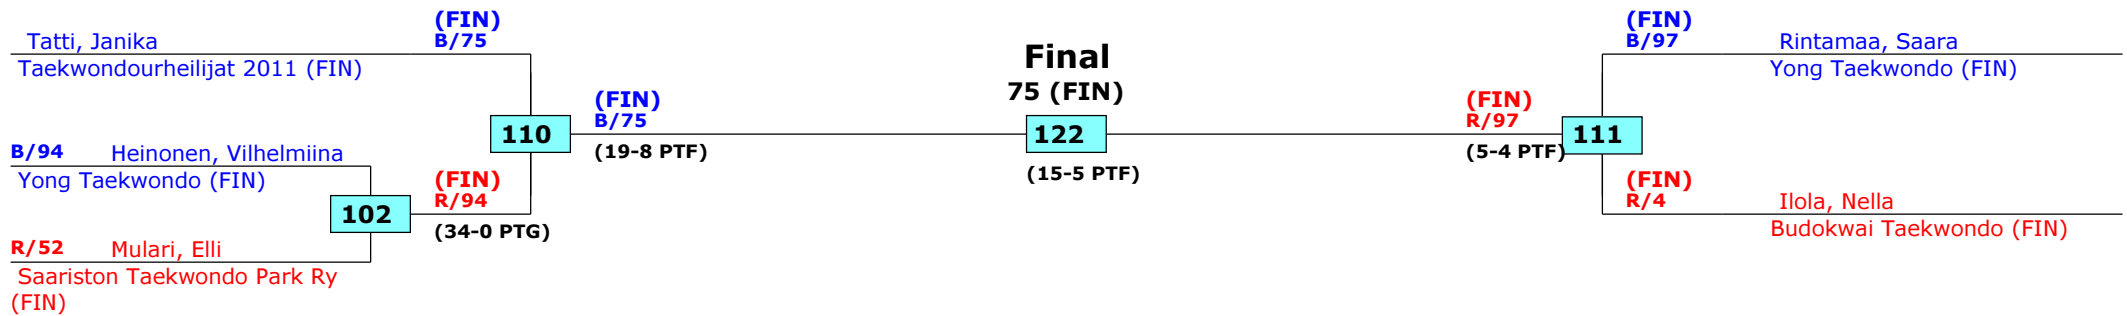 (FIN)
B/75
Tatti, Janika
Taekwondourheilijat 2011 (FIN)
B/94 Heinonen, Vilhelmiina
Yong Taekwondo (FIN)
102
R/52 Mulari, Elli
Saariston Taekwondo Park Ry
(FIN)
110
(FIN)
R/94
(34-0 PTG)
(FIN)
B/75
(19-8 PTF)
Final
75 (FIN)
122
(15-5 PTF)
(FIN)
R/97
(5-4 PTF)
111
(FIN)
B/97
Rintamaa, Saara
Yong Taekwondo (FIN)
(FIN)
R/4
Ilola, Nella
Budokwai Taekwondo (FIN)